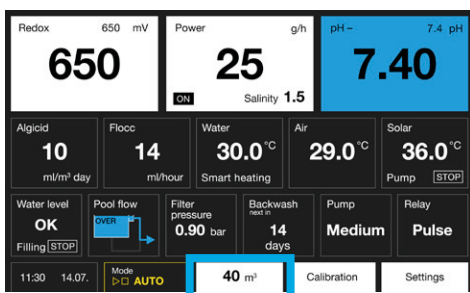 Redox 650 mV
650
Power g/h
25
ON Salinity 1.5
pH – 7.4 pH
7.40
Algicid
10
ml/m³ day
Flocc
14
ml/hour
Water
30.0 °C
Smart heating
Air
29.0 °C
Solar
36.0 °C
Pump STOP
Water level
OK
Filling STOP
Pool flow
OVER
Filter
pressure
0.90 bar
Backwash
next in
14
days
Pump
Medium
Relay
Pulse
11:30 14.07.
Mode
AUTO
40 m³
Calibration
Settings